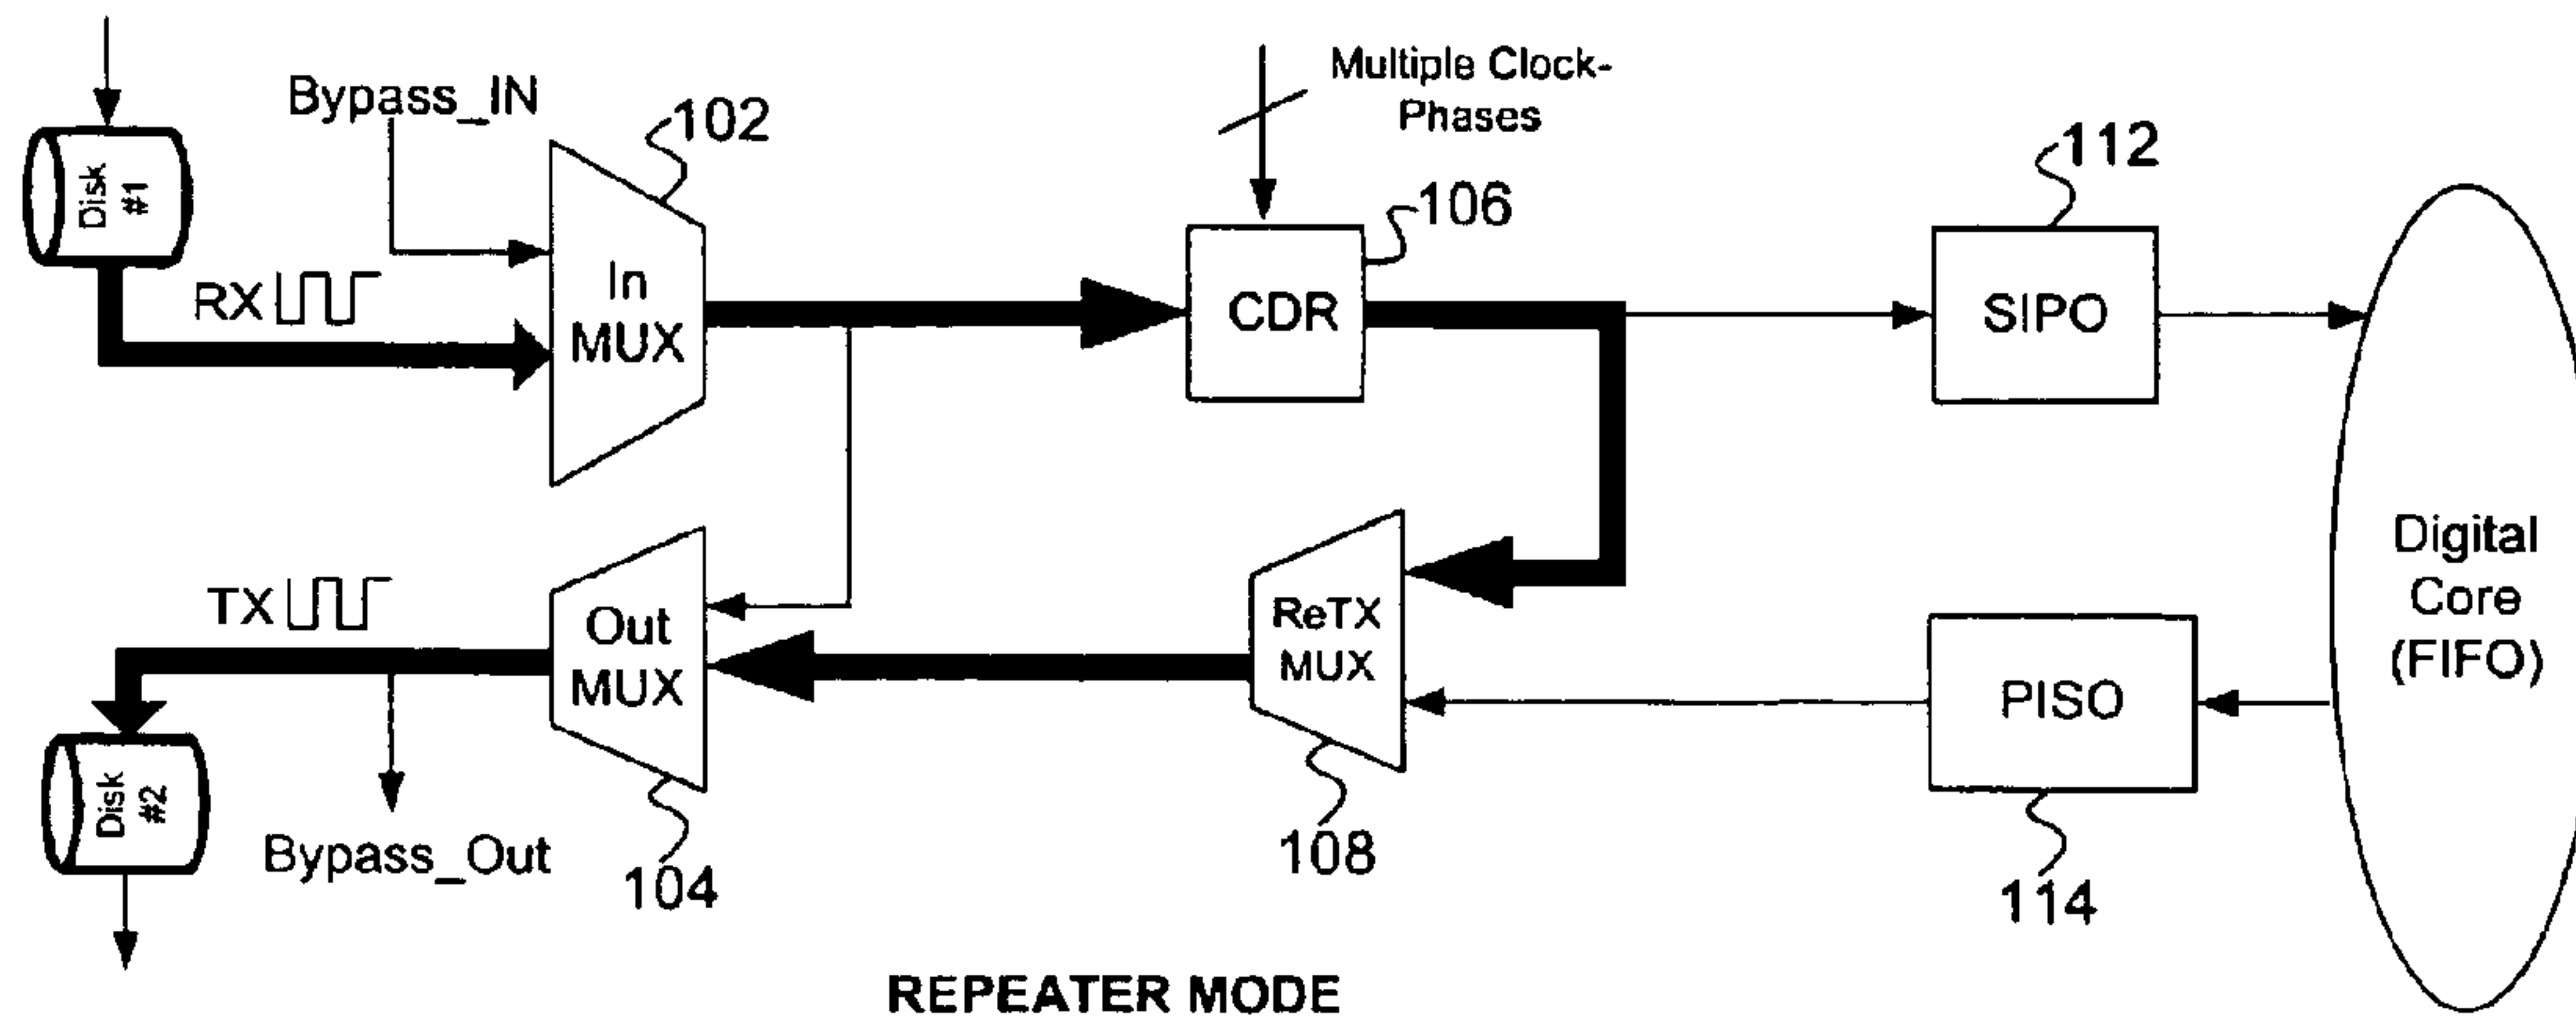 Multiple Clock-
Phases
Bypass_IN
102
112
Disk
#1
106
RX
In
MUX
CDR
SIPO
Digital
Core
(FIFO)
TX
Out
MUX
ReTX
MUX
PISO
Disk
#2
Bypass_Out
104
108
114
REPEATER MODE